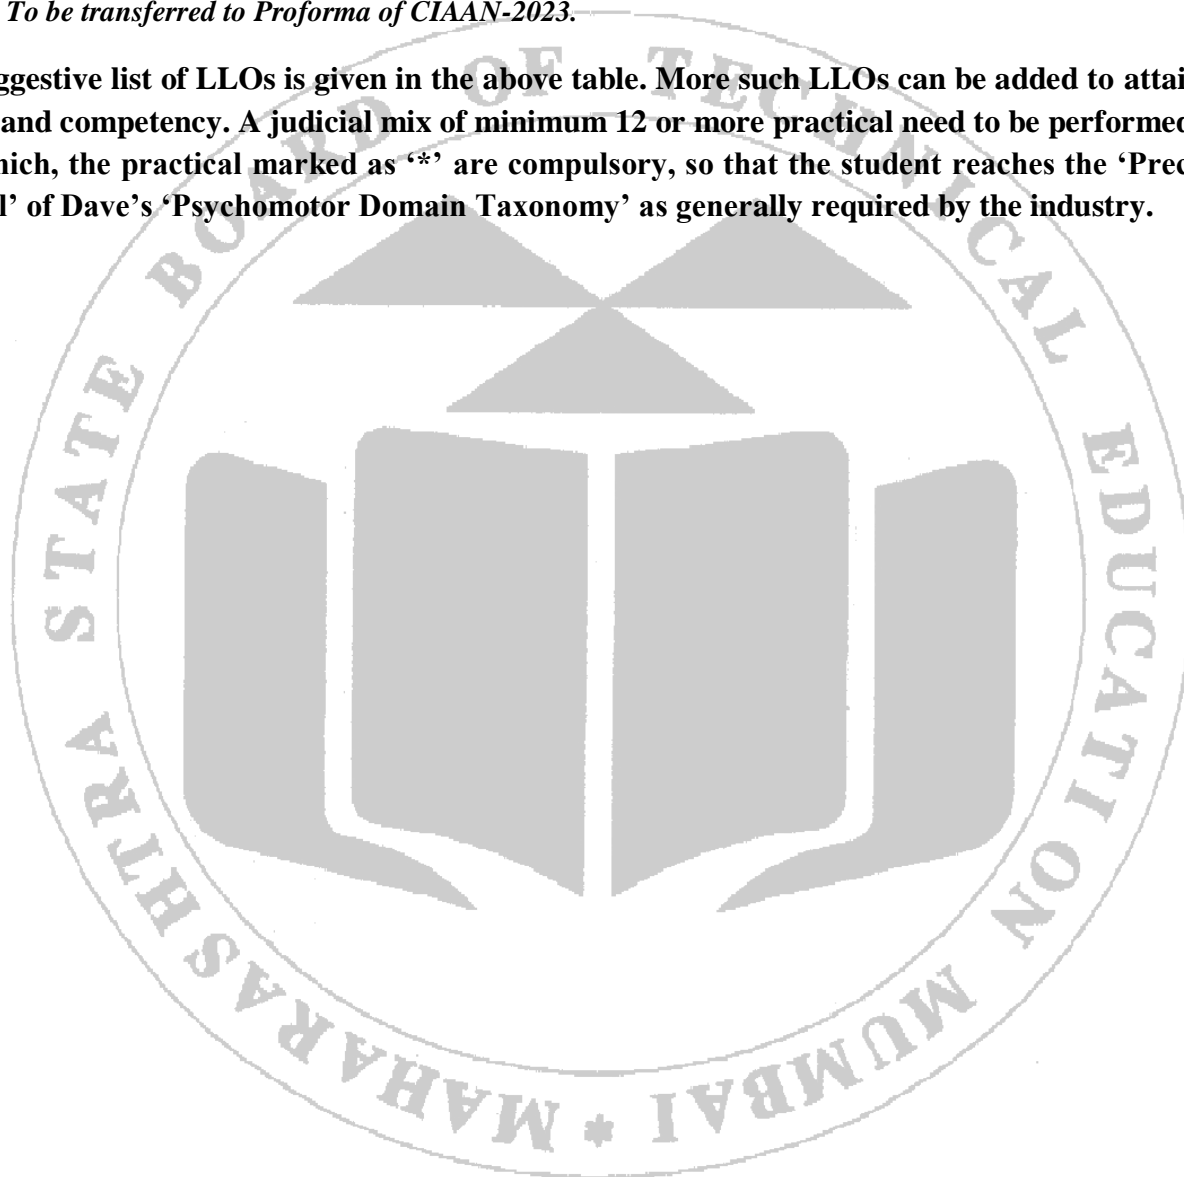 To be transferred to Proforma of CIAAN-2023.
ggestive list of LLOs is given in the above table. More such LLOs can be added to attai
and competency. A judicial mix of minimum 12 or more practical need to be performed
hich, the practical marked as ‘*’ are compulsory, so that the student reaches the ‘Prec
l’ of Dave’s ‘Psychomotor Domain Taxonomy’ as generally required by the industry.
MAHARASHTRA STATE BOARD OF TECHNICAL EDUCATION MUMBAI *